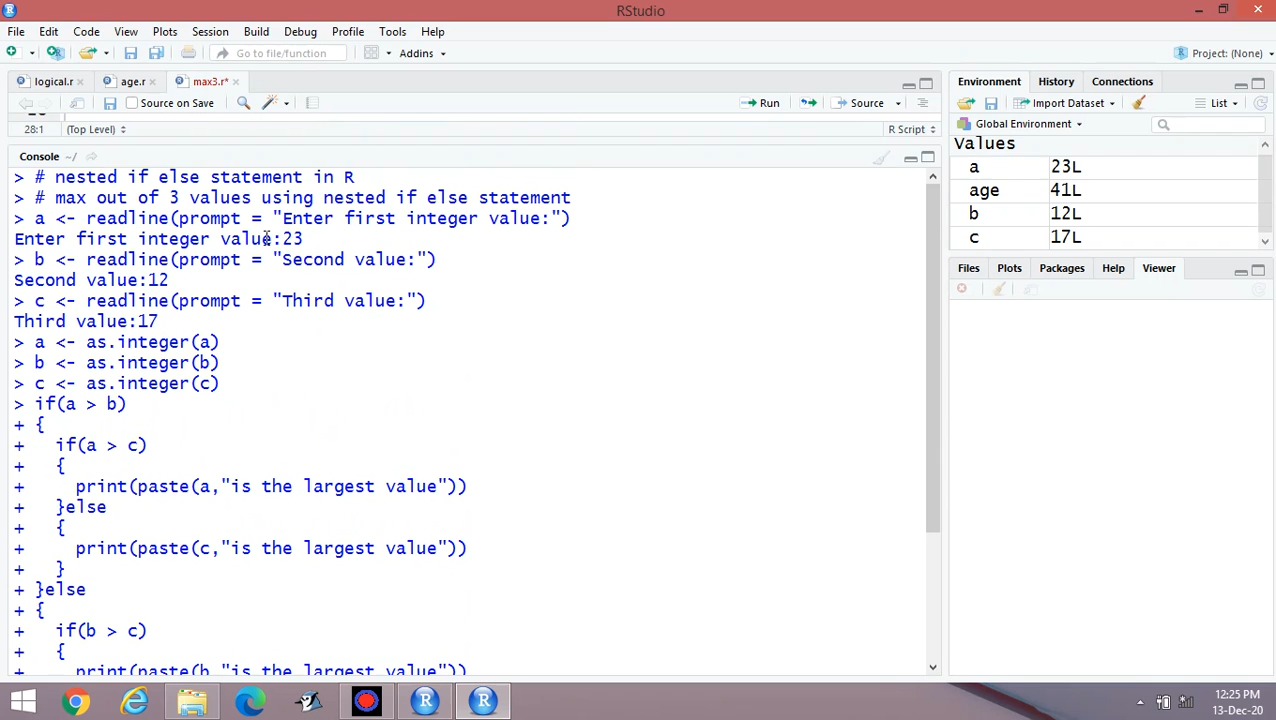 RStudio
File Edit Code View Plots Session Build Debug Profile Tools Help
Go to file/function Addins Project: (None)
logical.r age.r max3.r*
Source on Save Run Source
28:1 (Top Level) R Script
Console ~/
> # nested if else statement in R
> # max out of 3 values using nested if else statement
> a <- readline(prompt = "Enter first integer value:")
Enter first integer value:23
> b <- readline(prompt = "Second value:")
Second value:12
> c <- readline(prompt = "Third value:")
Third value:17
> a <- as.integer(a)
> b <- as.integer(b)
> c <- as.integer(c)
> if(a > b)
+ {
+   if(a > c)
+   {
+     print(paste(a,"is the largest value"))
+   }else
+   {
+     print(paste(c,"is the largest value"))
+   }
+ }else
+ {
+   if(b > c)
+   {
+     print(paste(b,"is the largest value"))
Environment History Connections
Import Dataset List
Global Environment
Values
a 23L
age 41L
b 12L
c 17L
Files Plots Packages Help Viewer
12:25 PM
13-Dec-20